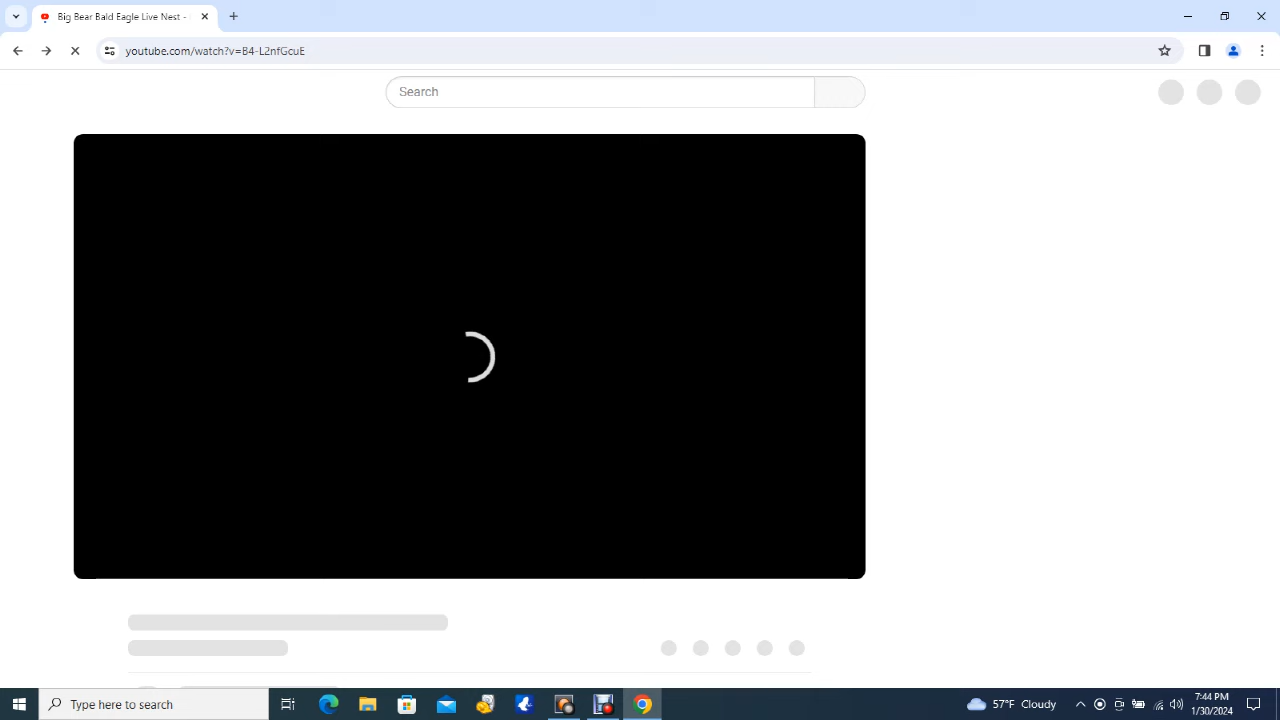 Big Bear Bald Eagle Live Nest -
youtube.com/watch?v=B4-L2nfGcuE
Search
Type here to search
57°F Cloudy
7:44 PM
1/30/2024